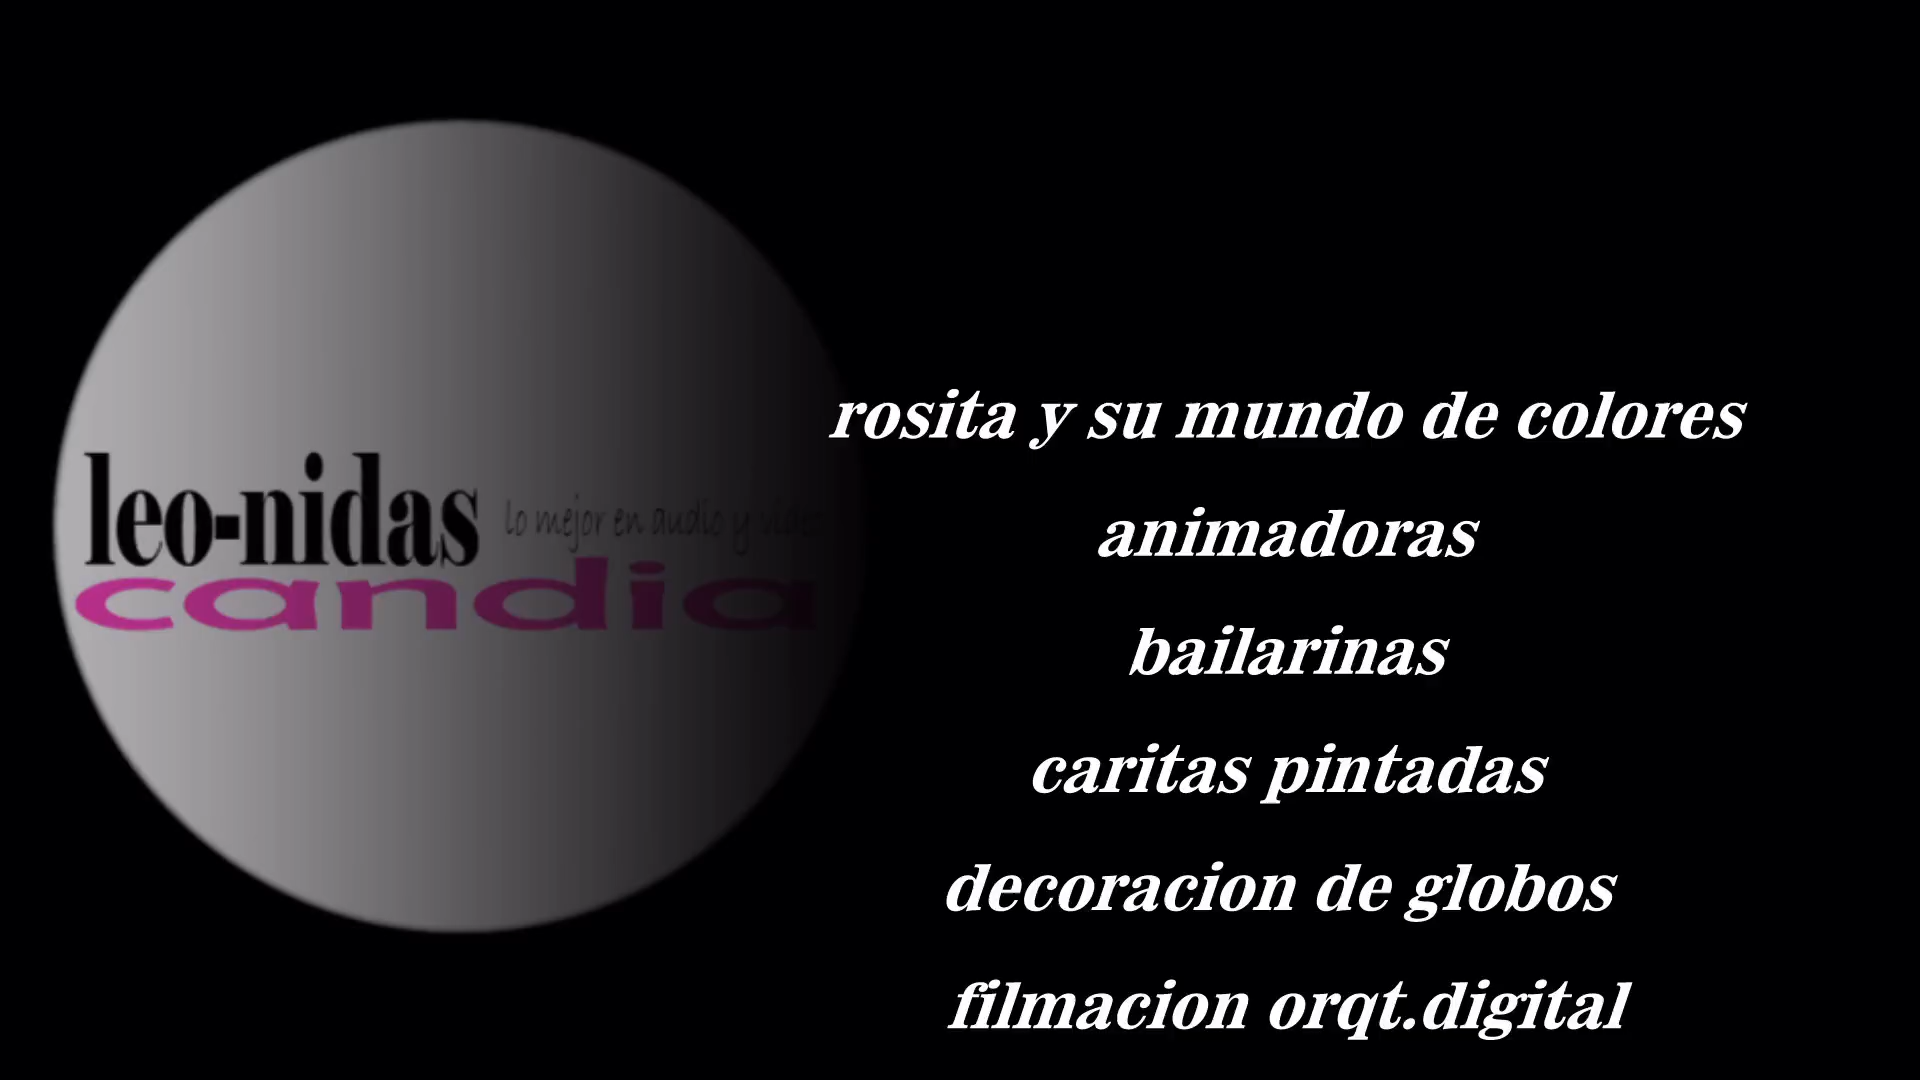 leo-nidas
lo mejor en audio y video
candia
rosita y su mundo de colores
animadoras
bailarinas
caritas pintadas
decoracion de globos
filmacion orqt.digital